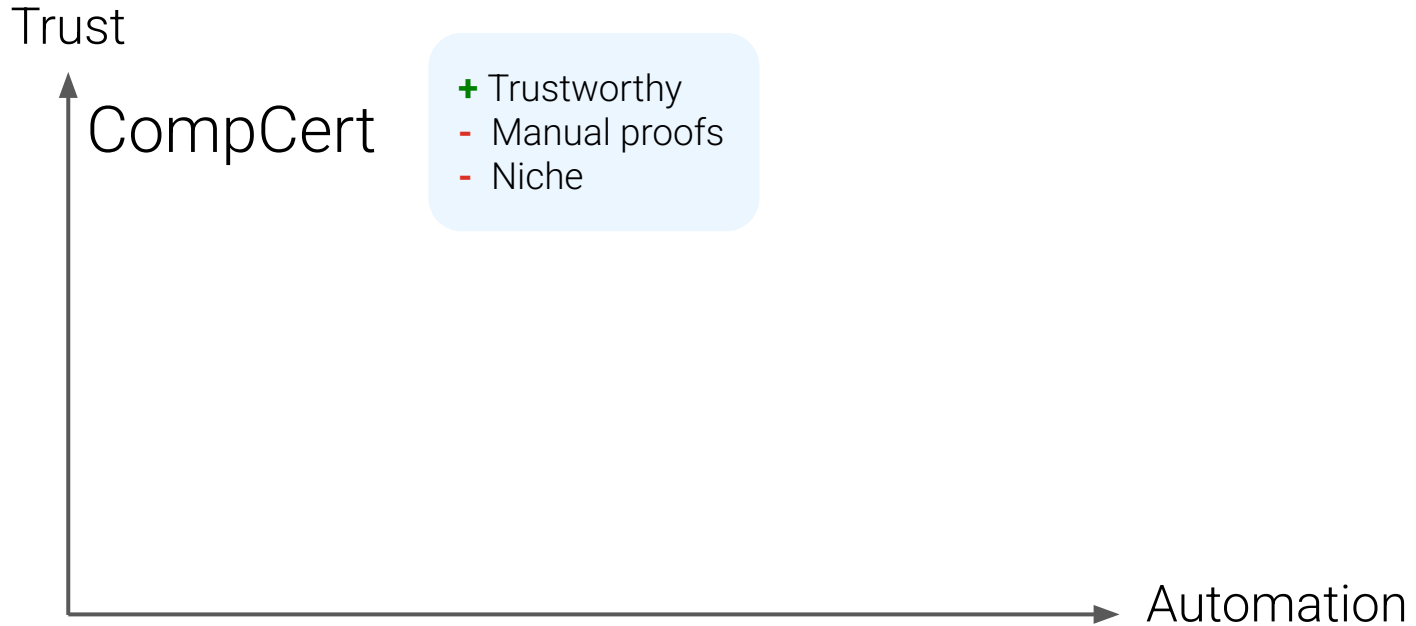 Trust
CompCert
+ Trustworthy
- Manual proofs
- Niche
Automation